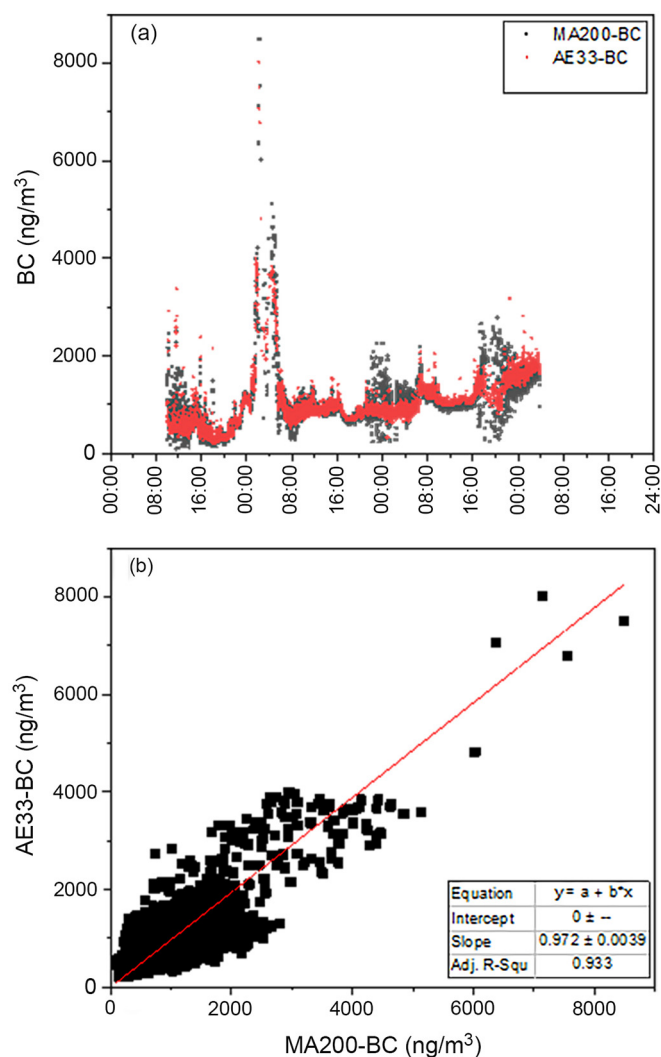 (a)
MA200-BC
AE33-BC
8000
6000
4000
2000
0
BC (ng/m³)
00:00 08:00 16:00 00:00 08:00 16:00 00:00 08:00 16:00 00:00 08:00 16:00 24:00
(b)
8000
6000
4000
2000
0
AE33-BC (ng/m³)
Equation y = a + b*x
Intercept 0 ± --
Slope 0.972 ± 0.0039
Adj. R-Squ 0.933
0 2000 4000 6000 8000
MA200-BC (ng/m³)